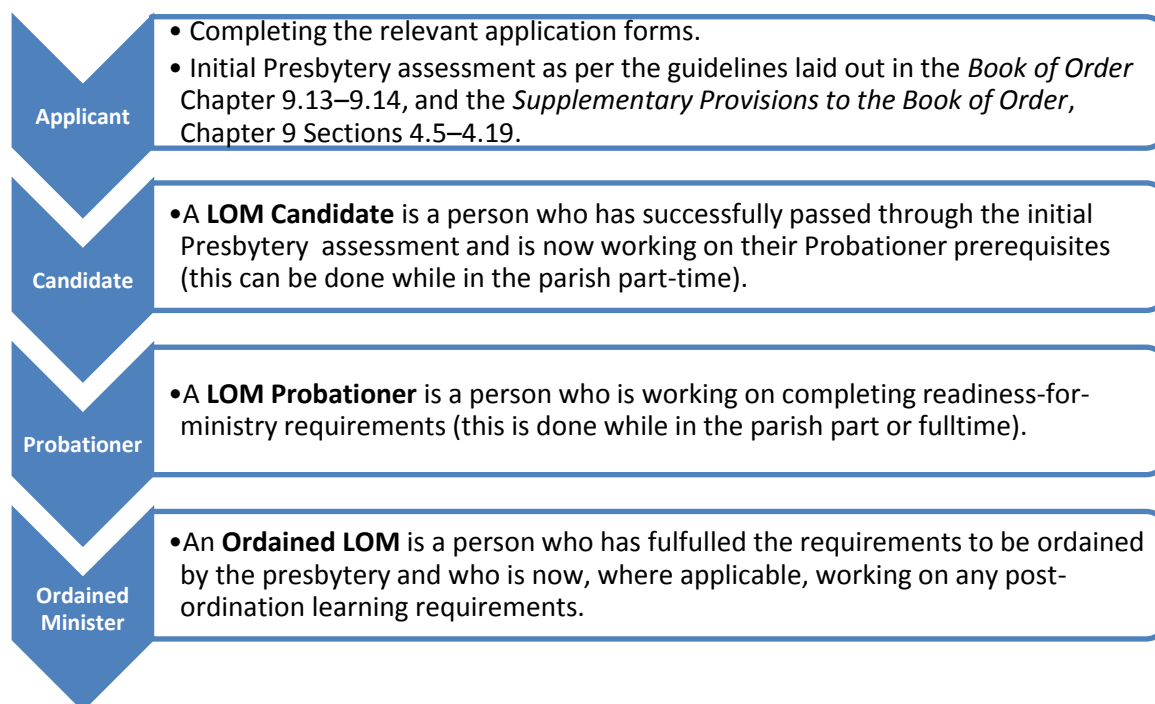 Applicant
• Completing the relevant application forms.
• Initial Presbytery assessment as per the guidelines laid out in the Book of Order
Chapter 9.13–9.14, and the Supplementary Provisions to the Book of Order,
Chapter 9 Sections 4.5–4.19.
Candidate
•A LOM Candidate is a person who has successfully passed through the initial
Presbytery assessment and is now working on their Probationer prerequisites
(this can be done while in the parish part-time).
Probationer
•A LOM Probationer is a person who is working on completing readiness-for-
ministry requirements (this is done while in the parish part or fulltime).
Ordained
Minister
•An Ordained LOM is a person who has fulfulled the requirements to be ordained
by the presbytery and who is now, where applicable, working on any post-
ordination learning requirements.